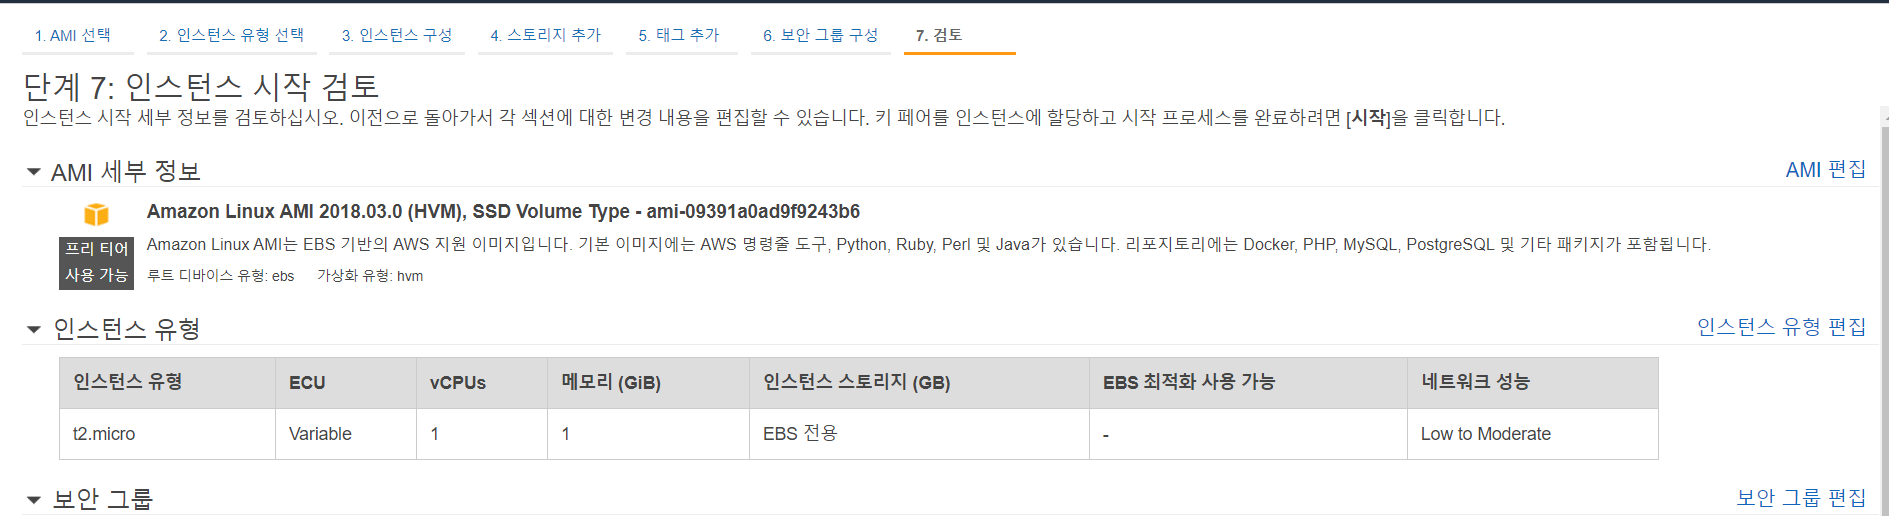 1. AMI 선택 2. 인스턴스 유형 선택 3. 인스턴스 구성 4. 스토리지 추가 5. 태그 추가 6. 보안 그룹 구성 7. 검토
단계 7: 인스턴스 시작 검토
인스턴스 시작 세부 정보를 검토하십시오. 이전으로 돌아가서 각 섹션에 대한 변경 내용을 편집할 수 있습니다. 키 페어를 인스턴스에 할당하고 시작 프로세스를 완료하려면 [시작]을 클릭합니다.
AMI 세부 정보 AMI 편집
Amazon Linux AMI 2018.03.0 (HVM), SSD Volume Type - ami-09391a0ad9f9243b6
프리 티어 Amazon Linux AMI는 EBS 기반의 AWS 지원 이미지입니다. 기본 이미지에는 AWS 명령줄 도구, Python, Ruby, Perl 및 Java가 있습니다. 리포지토리에는 Docker, PHP, MySQL, PostgreSQL 및 기타 패키지가 포함됩니다.
사용 가능 루트 디바이스 유형: ebs 가상화 유형: hvm
인스턴스 유형 인스턴스 유형 편집
인스턴스 유형 ECU vCPUs 메모리 (GiB) 인스턴스 스토리지 (GB) EBS 최적화 사용 가능 네트워크 성능
t2.micro Variable 1 1 EBS 전용 - Low to Moderate
보안 그룹 보안 그룹 편집